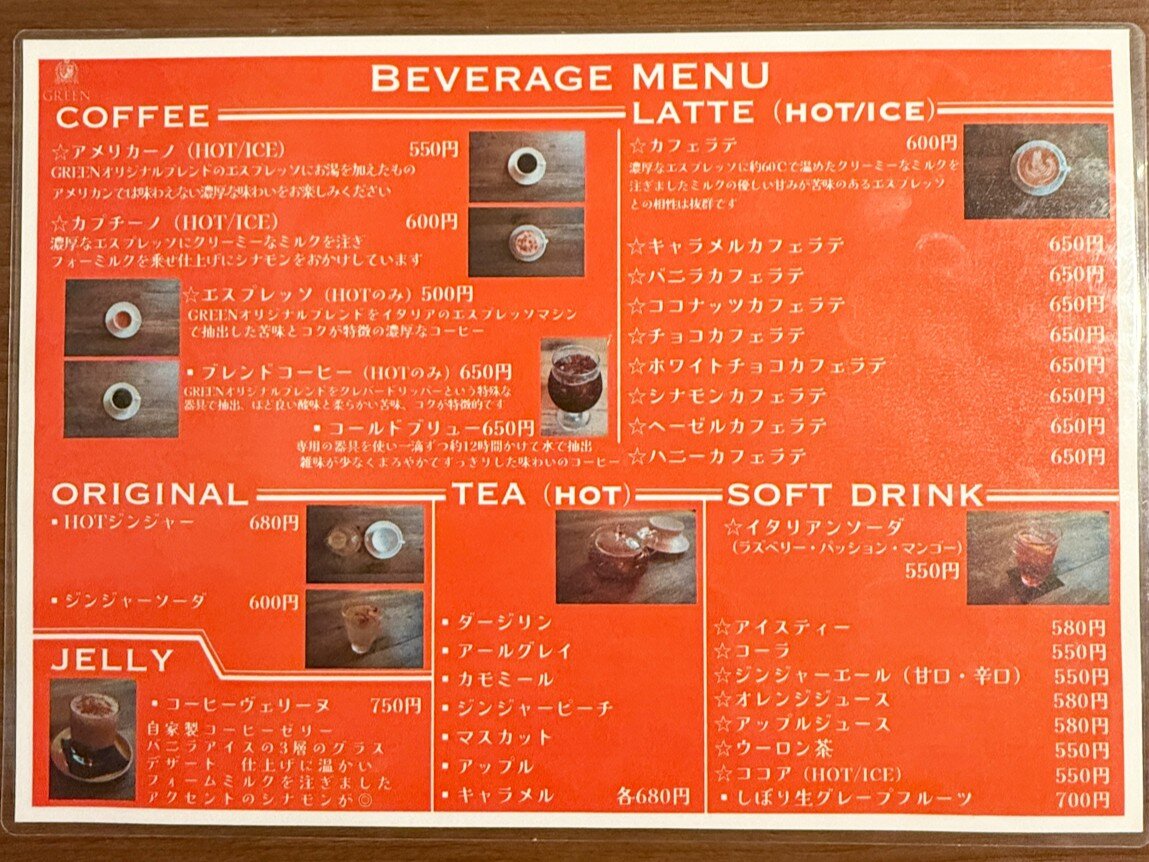 GREEN
BEVERAGE MENU
COFFEE
☆アメリカーノ (HOT/ICE) 550円
GREENオリジナルブレンドのエスプレッソにお湯を加えたもの
アメリカンでは味わえない濃厚な味わいをお楽しみください
☆カプチーノ (HOT/ICE) 600円
濃厚なエスプレッソにクリーミーなミルクを注ぎ
フォーミルクを乗せ仕上げにシナモンをおかけしています
☆エスプレッソ (HOTのみ) 500円
GREENオリジナルブレンドをイタリアのエスプレッソマシン
で抽出した苦味とコクが特徴の濃厚なコーヒー
▪ ブレンドコーヒー (HOTのみ) 650円
GREENオリジナルブレンドをクレバードリッパーという特殊な
器具で抽出、ほど良い酸味と柔らかい苦味、コクが特徴的です
▪ コールドブリュー650円
専用の器具を使い一滴ずつ約12時間かけて水で抽出
雑味が少なくまろやかですっきりした味わいのコーヒー
LATTE (HOT/ICE)
☆カフェラテ 600円
濃厚なエスプレッソに約60℃で温めたクリーミーなミルクを
注ぎましたミルクの優しい甘みが苦味のあるエスプレッソ
との相性は抜群です
☆キャラメルカフェラテ 650円
☆バニラカフェラテ 650円
☆ココナッツカフェラテ 650円
☆チョコカフェラテ 650円
☆ホワイトチョコカフェラテ 650円
☆シナモンカフェラテ 650円
☆ヘーゼルカフェラテ 650円
☆ハニーカフェラテ 650円
ORIGINAL
▪ HOTジンジャー 680円
▪ ジンジャーソーダ 600円
JELLY
▪ コーヒーヴェリーヌ 750円
自家製コーヒーゼリー
バニラアイスの3層のグラス
デザート 仕上げに温かい
フォームミルクを注ぎました
アクセントのシナモンが◎
TEA (HOT)
▪ ダージリン
▪ アールグレイ
▪ カモミール
▪ ジンジャーピーチ
▪ マスカット
▪ アップル
▪ キャラメル 各680円
SOFT DRINK
☆イタリアンソーダ
(ラズベリー・パッション・マンゴー)
550円
☆アイスティー 580円
☆コーラ 550円
☆ジンジャーエール (甘口・辛口) 550円
☆オレンジジュース 580円
☆アップルジュース 580円
☆ウーロン茶 550円
☆ココア (HOT/ICE) 550円
▪ しぼり生グレープフルーツ 700円